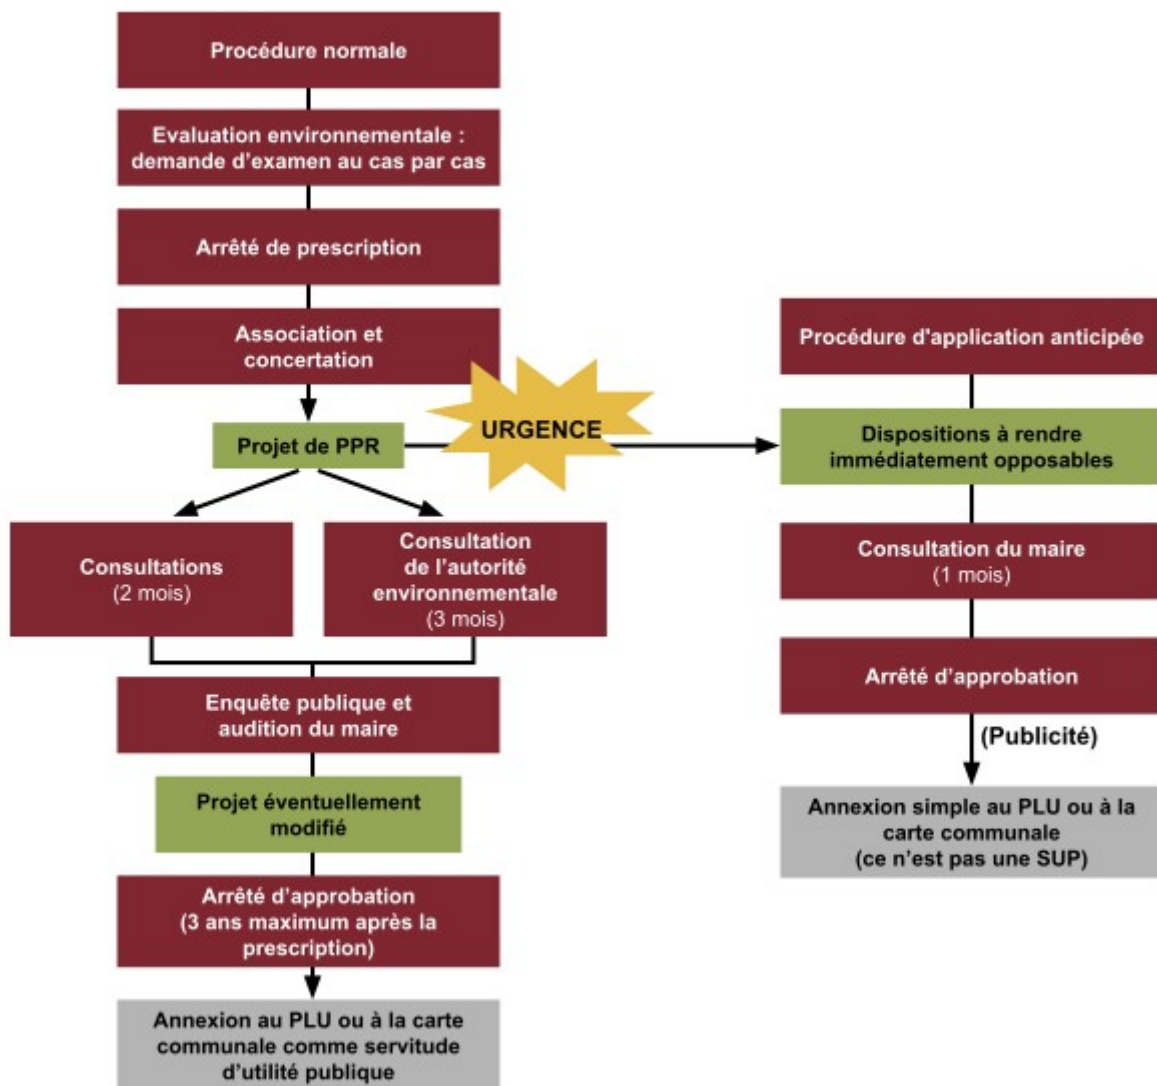 Procédure normale
Evaluation environnementale :
demande d'examen au cas par cas
Arrêté de prescription
Association et
concertation
Projet de PPR
URGENCE
Consultations
(2 mois)
Consultation
de l'autorité
environnementale
(3 mois)
Enquête publique et
audition du maire
Projet éventuellement
modifié
Arrêté d'approbation
(3 ans maximum après la
prescription)
Annexion au PLU ou à la carte
communale comme servitude
d'utilité publique
Procédure d'application anticipée
Dispositions à rendre
immédiatement opposables
Consultation du maire
(1 mois)
Arrêté d'approbation
(Publicité)
Annexion simple au PLU ou à la
carte communale
(ce n'est pas une SUP)